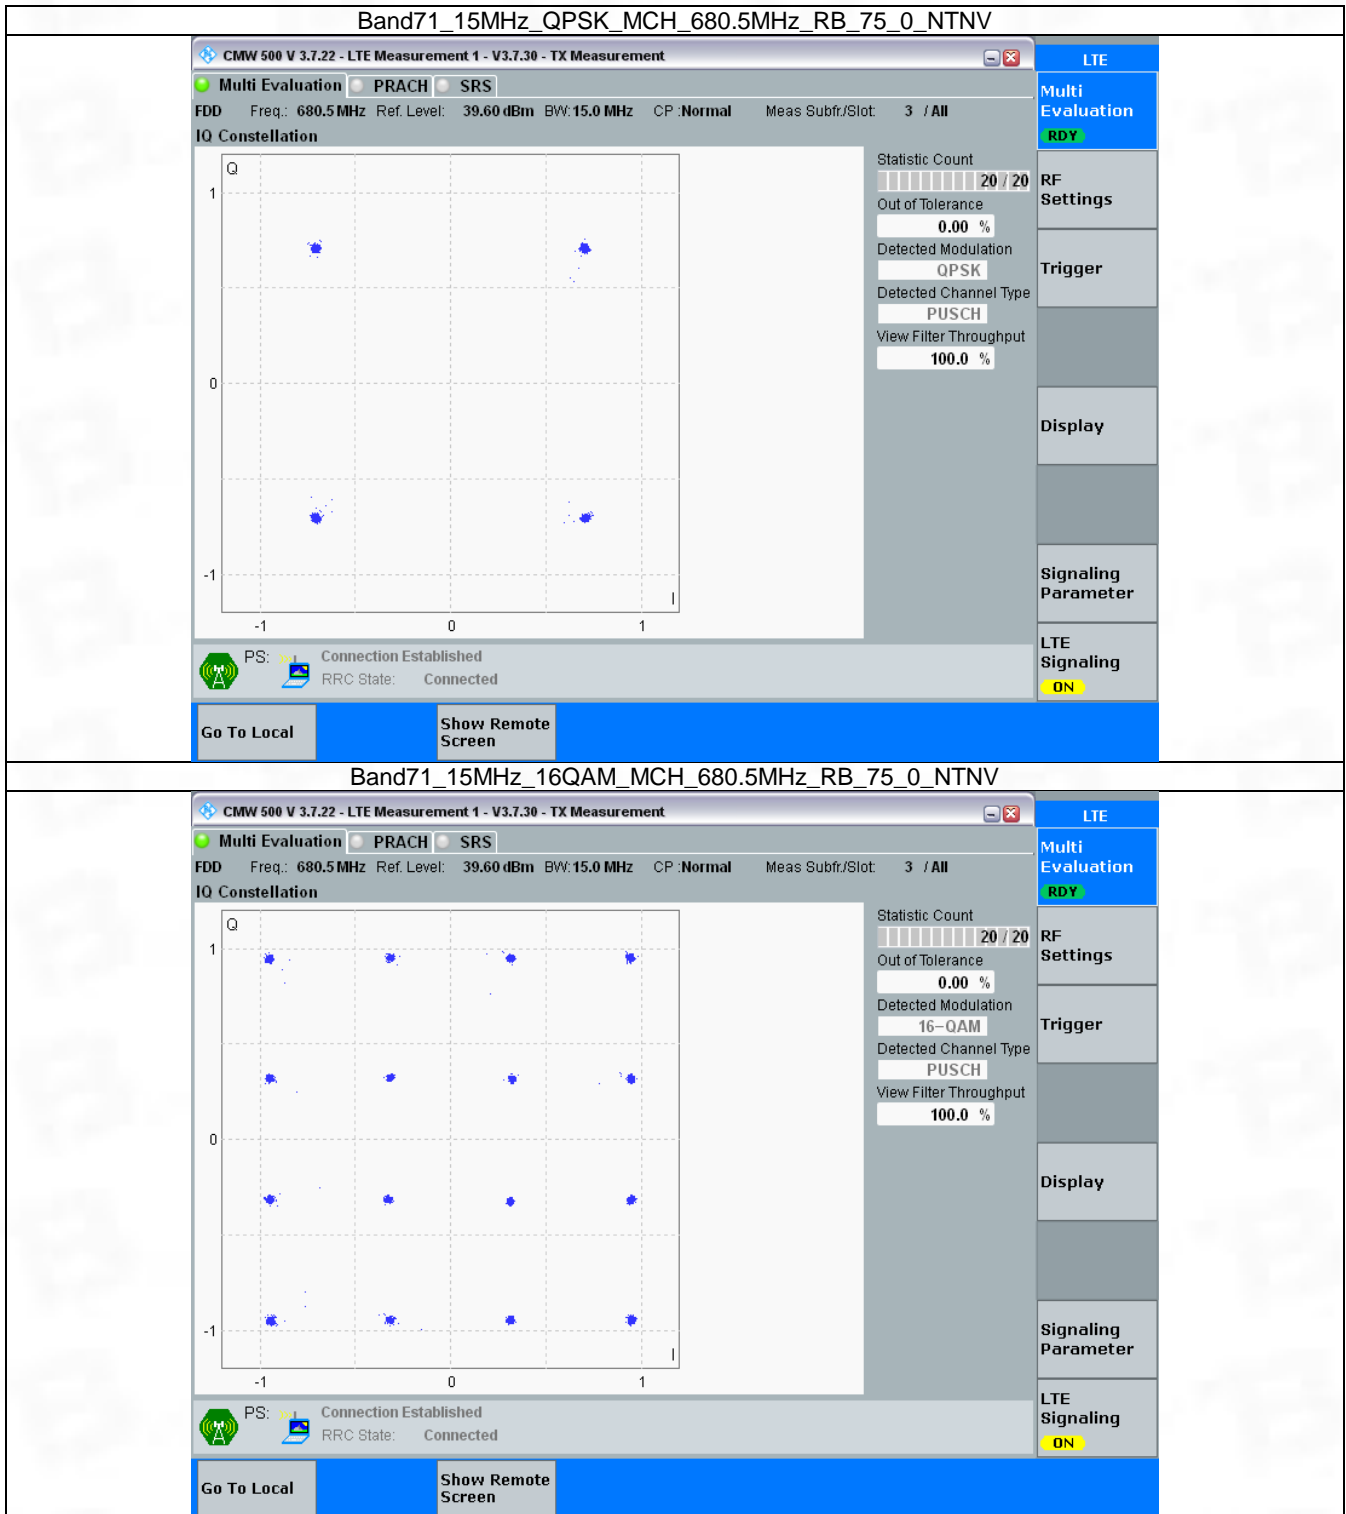 Band71_15MHz_QPSK_MCH_680.5MHz_RB_75_0_NTNV
CMW 500 V 3.7.22 - LTE Measurement 1 - V3.7.30 - TX Measurement
LTE
Multi Evaluation PRACH SRS
Multi
Evaluation
RDY
FDD Freq.: 680.5 MHz Ref. Level: 39.60 dBm BW: 15.0 MHz CP : Normal Meas Subfr./Slot: 3 / All
IQ Constellation
Q
1
0
-1
I
-1 0 1
Statistic Count
20 / 20
Out of Tolerance
0.00 %
Detected Modulation
QPSK
Detected Channel Type
PUSCH
View Filter Throughput
100.0 %
RF
Settings
Trigger
Display
Signaling
Parameter
LTE
Signaling
ON
PS: Connection Established
RRC State: Connected
Go To Local
Show Remote
Screen
Band71_15MHz_16QAM_MCH_680.5MHz_RB_75_0_NTNV
CMW 500 V 3.7.22 - LTE Measurement 1 - V3.7.30 - TX Measurement
LTE
Multi Evaluation PRACH SRS
Multi
Evaluation
RDY
FDD Freq.: 680.5 MHz Ref. Level: 39.60 dBm BW: 15.0 MHz CP : Normal Meas Subfr./Slot: 3 / All
IQ Constellation
Q
1
0
-1
I
-1 0 1
Statistic Count
20 / 20
Out of Tolerance
0.00 %
Detected Modulation
16-QAM
Detected Channel Type
PUSCH
View Filter Throughput
100.0 %
RF
Settings
Trigger
Display
Signaling
Parameter
LTE
Signaling
ON
PS: Connection Established
RRC State: Connected
Go To Local
Show Remote
Screen